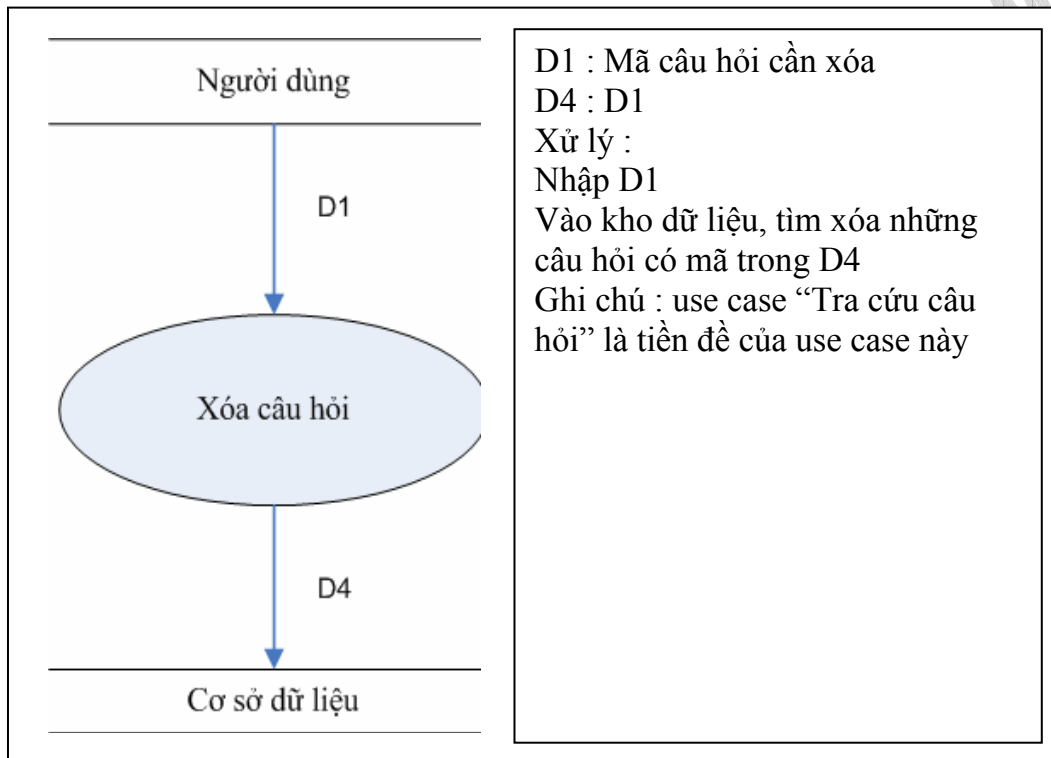 Người dùng
D1
Xóa câu hỏi
D4
Cơ sở dữ liệu
D1 : Mã câu hỏi cần xóa
D4 : D1
Xử lý :
Nhập D1
Vào kho dữ liệu, tìm xóa những
câu hỏi có mã trong D4
Ghi chú : use case “Tra cứu câu
hỏi” là tiền đề của use case này